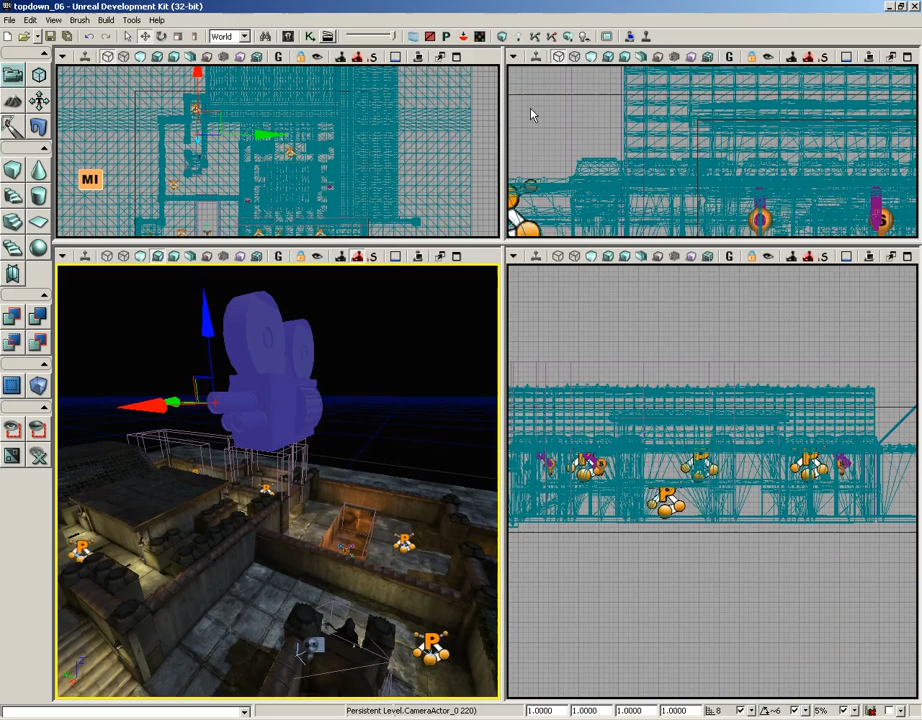 topdown_06 - Unreal Development Kit (32-bit)
File Edit View Brush Build Tools Help
World
K
P
G
S
G
S
MI
S
G
S
G
S
P
P
P
P
P
P
P
P
P
Z
Persistent Level.CameraActor_0 220)
1.0000
1.0000
1.0000
1.0000
8
~6
5%